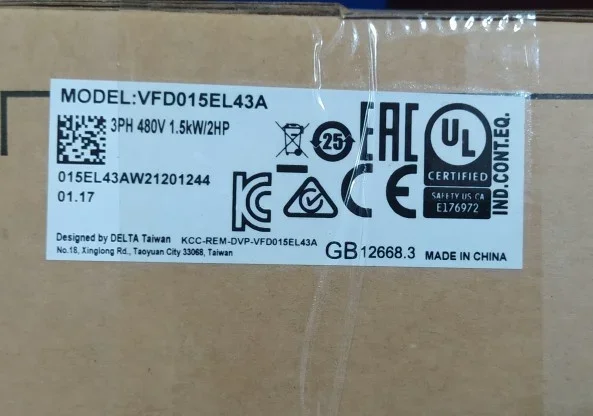 MODEL:VFD015EL43A
3PH 480V 1.5kW/2HP
015EL43AW21201244
01.17
25
EAC
UL
CERTIFIED
SAFETY US CA
E176972
IND.CONT.EQ.
KC
CE
Designed by DELTA Taiwan KCC-REM-DVP-VFD015EL43A
No.18, Xinglong Rd., Taoyuan City 33068, Taiwan
GB12668.3 MADE IN CHINA